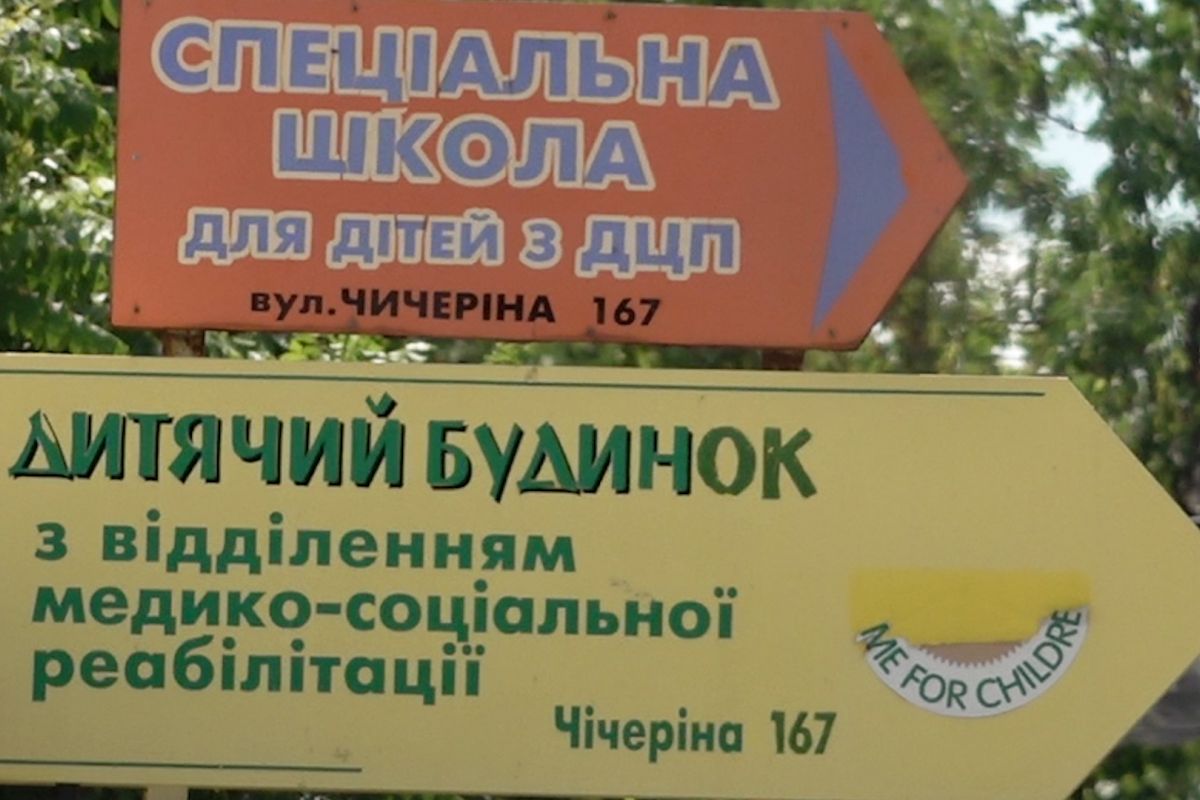 СПЕЦІАЛЬНА
ШКОЛА
ДЛЯ ДІТЕЙ З ДЦП
вул.ЧИЧЕРІНА 167
ДИТЯЧИЙ БУДИНОК
з відділенням
медико-соціальної
реабілітації
Чічеріна 167
ME FOR CHILDRE